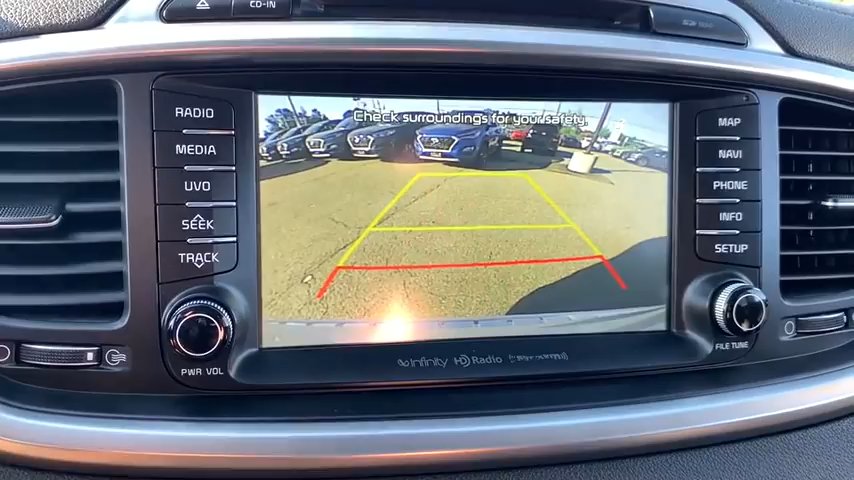 CD-IN
SD
Check surroundings for your safety
RADIO
MEDIA
UVO
SEEK
TRACK
PWR VOL
MAP
NAVI
PHONE
INFO
SETUP
FILE TUNE
infinity HD Radio